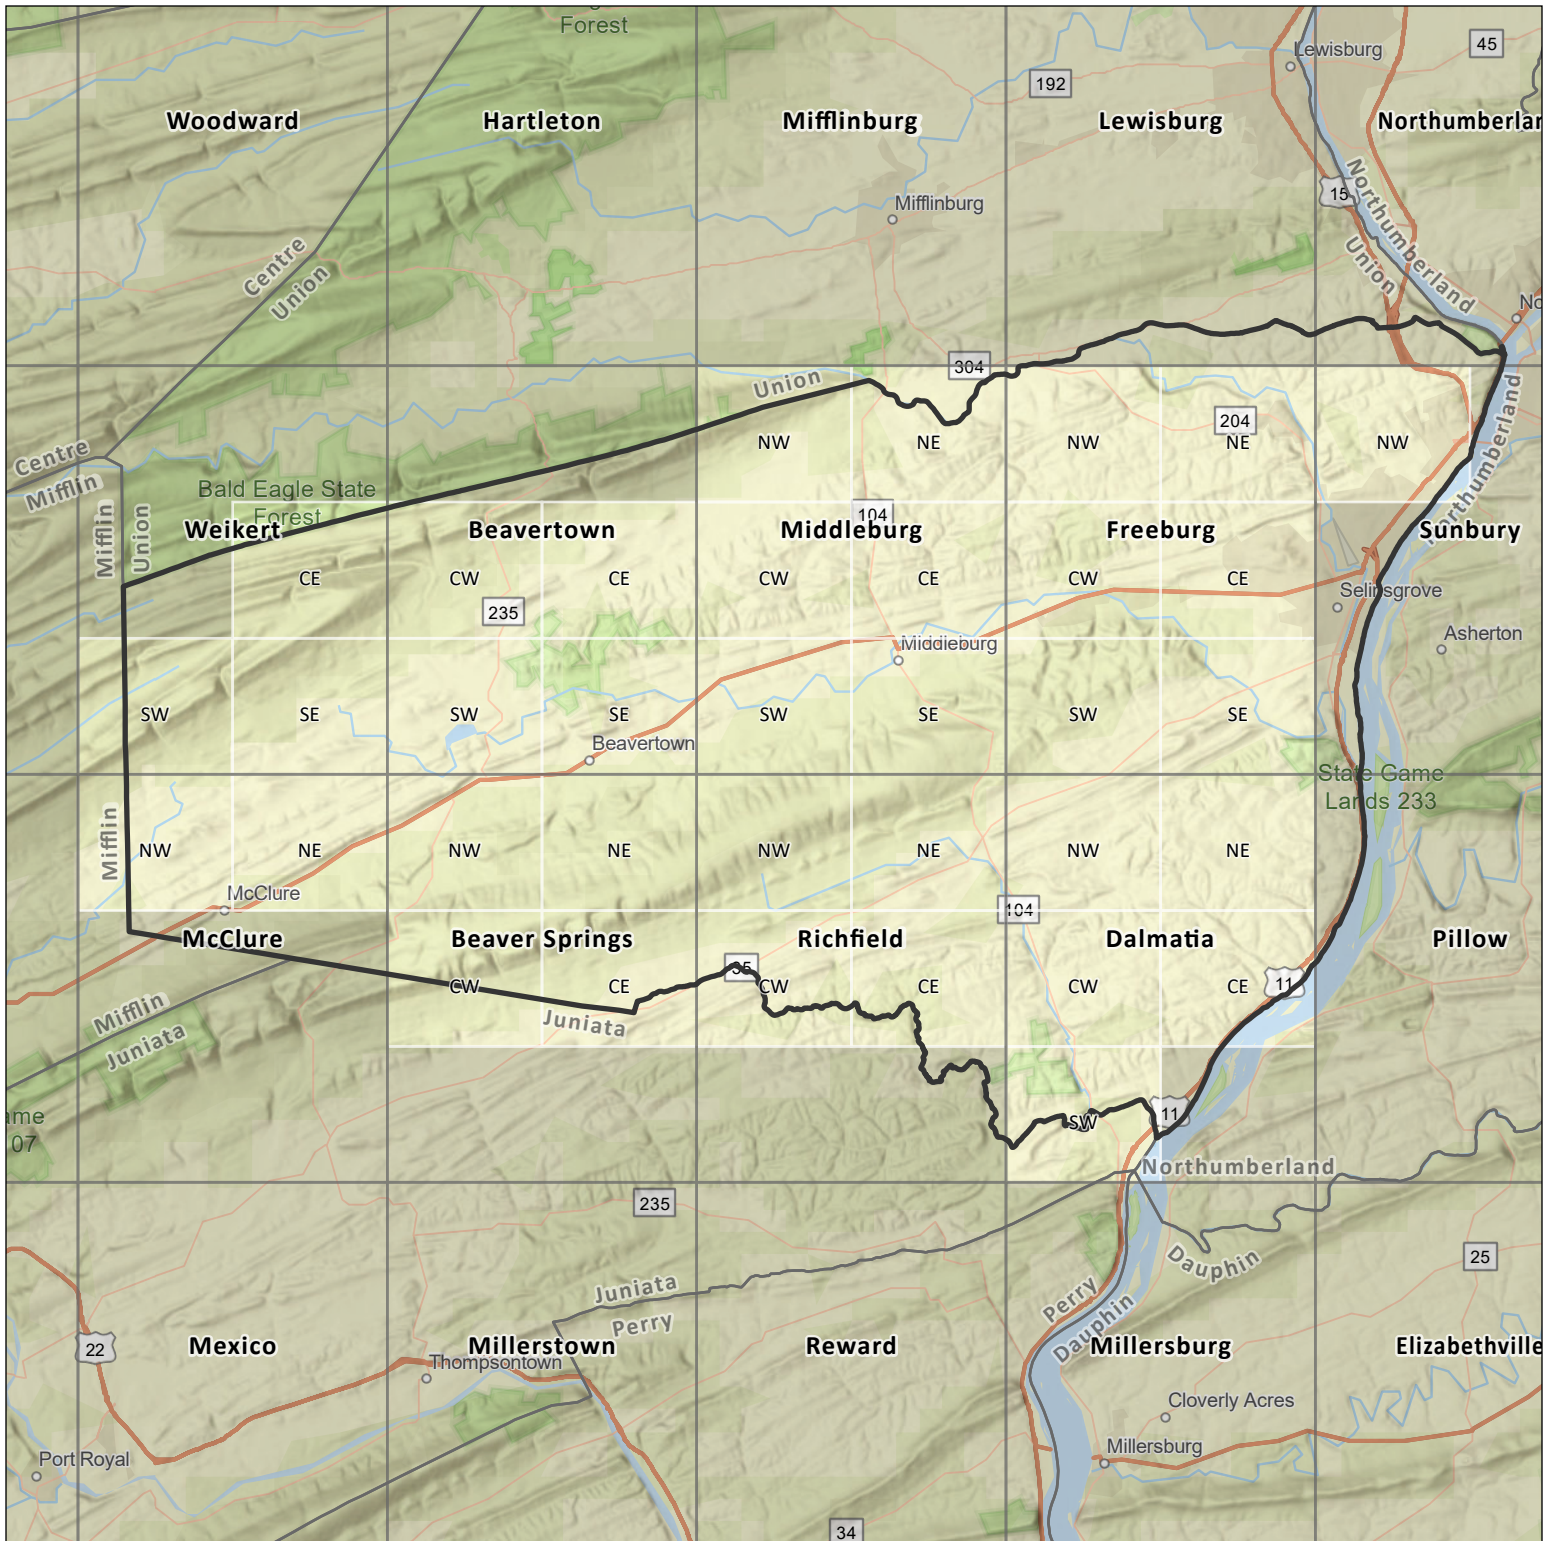 Forest
45
Lewisburg
192
Woodward
Hartleton
Mifflinburg
Lewisburg
Northumberlan
15
Mifflinburg
Northumberland
Union
Centre
Union
No
304
Union
204
NW
NE
NW
NE
NW
Northumberland
Centre
Mifflin
Bald Eagle State
Forest
Mifflin
Union
104
Weikert
Beavertown
Middleburg
Freeburg
Sunbury
CE
CW
CE
CW
CE
CW
CE
Selinsgrove
235
Asherton
Middleburg
SW
SE
SW
SE
SW
SE
SW
SE
Beavertown
State Game
Lands 233
Mifflin
NW
NE
NW
NE
NW
NE
NW
NE
McClure
104
McClure
Beaver Springs
Richfield
Dalmatia
Pillow
35
CW
CE
CW
CE
CW
CE
11
Mifflin
Juniata
Juniata
ame
07
11
SW
Northumberland
235
Dauphin
25
Juniata
Perry
Perry
Dauphin
22
Mexico
Millerstown
Reward
Millersburg
Elizabethville
Thompsontown
Cloverly Acres
Millersburg
Port Royal
34